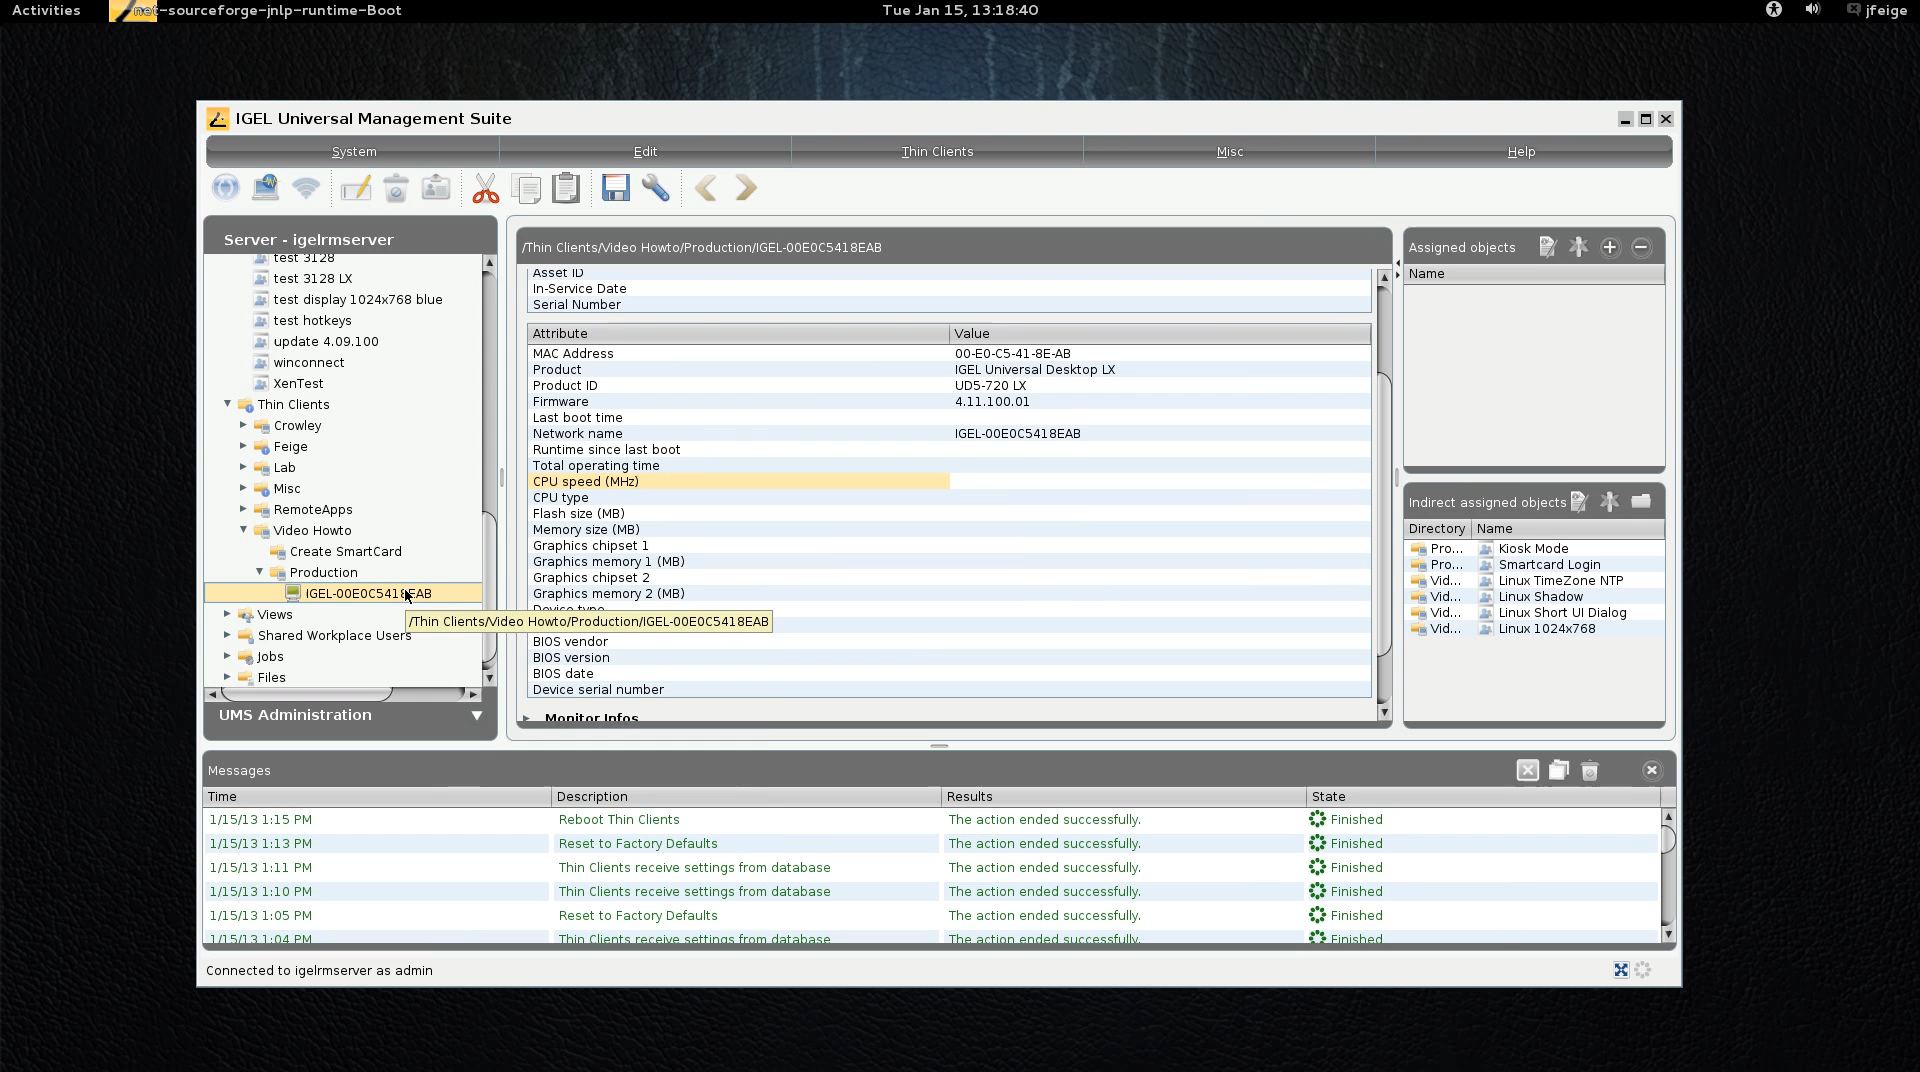 Activities net-sourceforge-jnlp-runtime-Boot Tue Jan 15, 13:18:40 jfeige
IGEL Universal Management Suite
System Edit Thin Clients Misc Help
Server - igelrmserver
test 3128
test 3128 LX
test display 1024x768 blue
test hotkeys
update 4.09.100
winconnect
XenTest
Thin Clients
Crowley
Feige
Lab
Misc
RemoteApps
Video Howto
Create SmartCard
Production
IGEL-00E0C5418EAB
Views
Shared Workplace Users
Jobs
Files
UMS Administration
/Thin Clients/Video Howto/Production/IGEL-00E0C5418EAB
/Thin Clients/Video Howto/Production/IGEL-00E0C5418EAB
Asset ID
In-Service Date
Serial Number
Attribute Value
MAC Address 00-E0-C5-41-8E-AB
Product IGEL Universal Desktop LX
Product ID UD5-720 LX
Firmware 4.11.100.01
Last boot time
Network name IGEL-00E0C5418EAB
Runtime since last boot
Total operating time
CPU speed (MHz)
CPU type
Flash size (MB)
Memory size (MB)
Graphics chipset 1
Graphics memory 1 (MB)
Graphics chipset 2
Graphics memory 2 (MB)
Device type
BIOS vendor
BIOS version
BIOS date
Device serial number
Monitor Infos
Assigned objects
Name
Indirect assigned objects
Directory Name
Pro... Kiosk Mode
Pro... Smartcard Login
Vid... Linux TimeZone NTP
Vid... Linux Shadow
Vid... Linux Short UI Dialog
Vid... Linux 1024x768
Messages
Time Description Results State
1/15/13 1:15 PM Reboot Thin Clients The action ended successfully. Finished
1/15/13 1:13 PM Reset to Factory Defaults The action ended successfully. Finished
1/15/13 1:11 PM Thin Clients receive settings from database The action ended successfully. Finished
1/15/13 1:10 PM Thin Clients receive settings from database The action ended successfully. Finished
1/15/13 1:05 PM Reset to Factory Defaults The action ended successfully. Finished
1/15/13 1:04 PM Thin Clients receive settings from database The action ended successfully. Finished
Connected to igelrmserver as admin